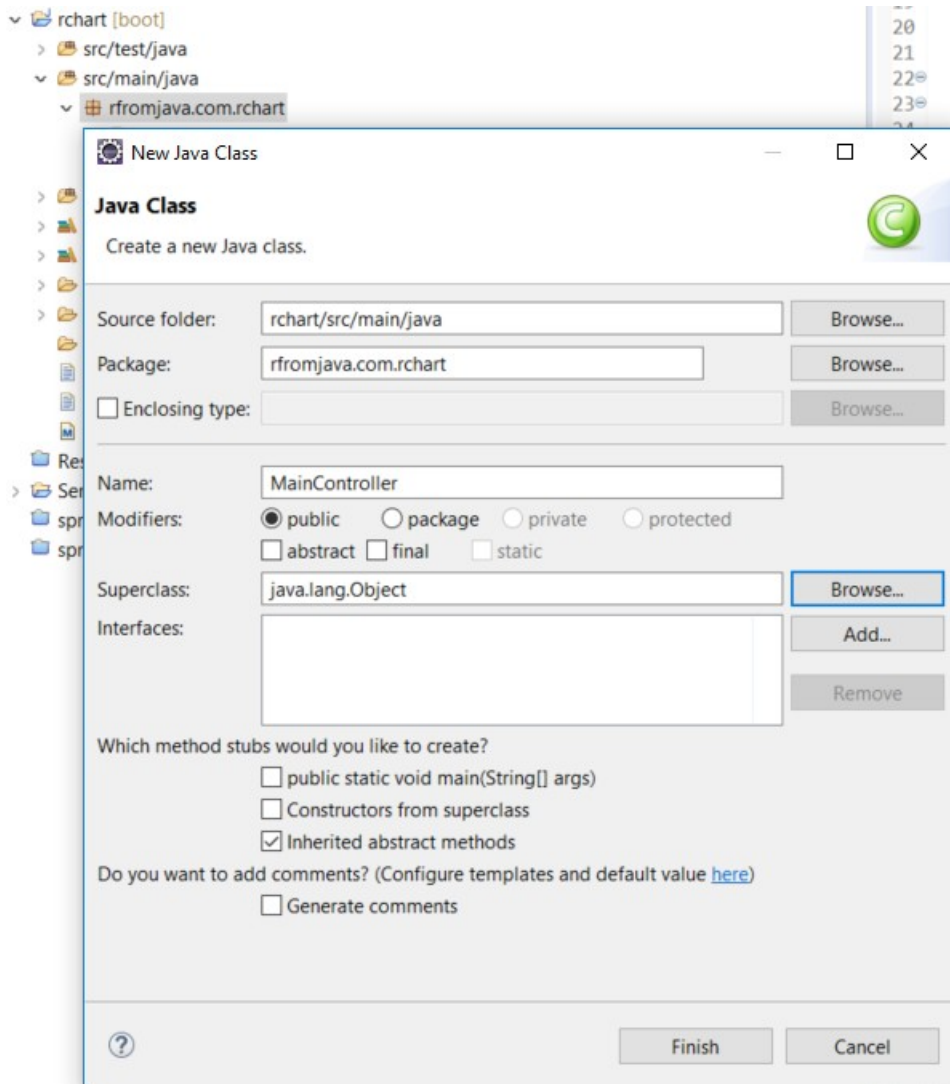 rchart [boot]
src/test/java
src/main/java
rfromjava.com.rchart
20
21
22
23
New Java Class
Java Class
Create a new Java class.
Source folder: rchart/src/main/java Browse...
Package: rfromjava.com.rchart Browse...
Enclosing type: Browse...
Name: MainController
Modifiers: public package private protected
abstract final static
Superclass: java.lang.Object Browse...
Interfaces: Add...
Remove
Which method stubs would you like to create?
public static void main(String[] args)
Constructors from superclass
Inherited abstract methods
Do you want to add comments? (Configure templates and default value here)
Generate comments
Res
Ser
spr
spr
Finish Cancel